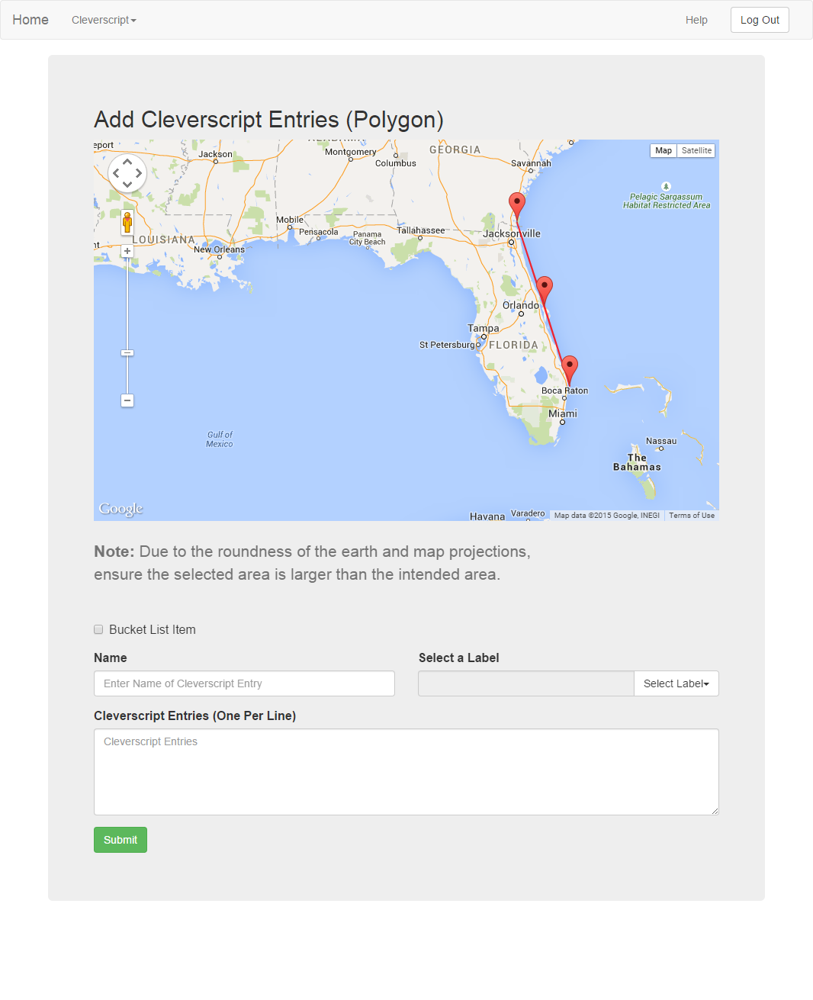 Home
Cleverscript
Help
Log Out
Add Cleverscript Entries (Polygon)
eport
Jackson
ALABAMA
Montgomery
Columbus
GEORGIA
Savannah
Map
Satellite
Pelagic Sargassum
Habitat Restricted Area
Mobile
Pensacola
Panama
City Beach
Tallahassee
Jacksonville
LOUISIANA
nt
New Orleans
Orlando
Tampa
St Petersburg
FLORIDA
Boca Raton
Miami
Gulf of
Mexico
Nassau
The
Bahamas
Google
Havana
Varadero
Map data ©2015 Google, INEGI
Terms of Use
Note: Due to the roundness of the earth and map projections,
ensure the selected area is larger than the intended area.
Bucket List Item
Name
Select a Label
Enter Name of Cleverscript Entry
Select Label
Cleverscript Entries (One Per Line)
Cleverscript Entries
Submit